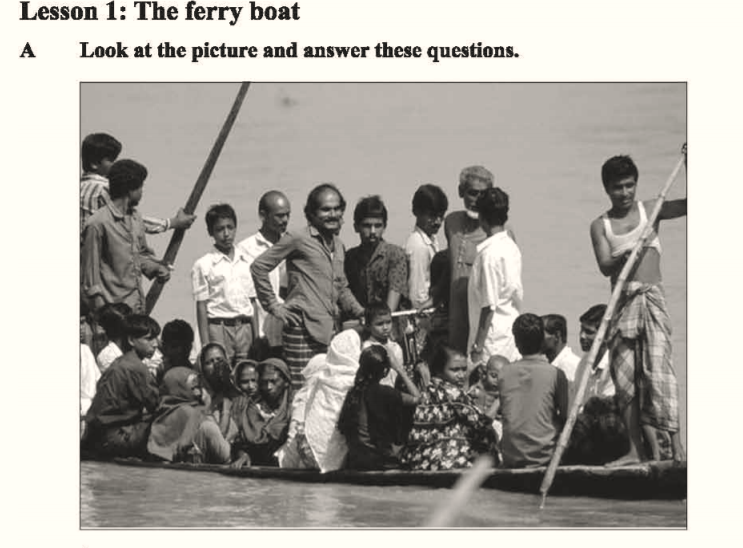 Lesson 1: The ferry boat
A Look at the picture and answer these questions.